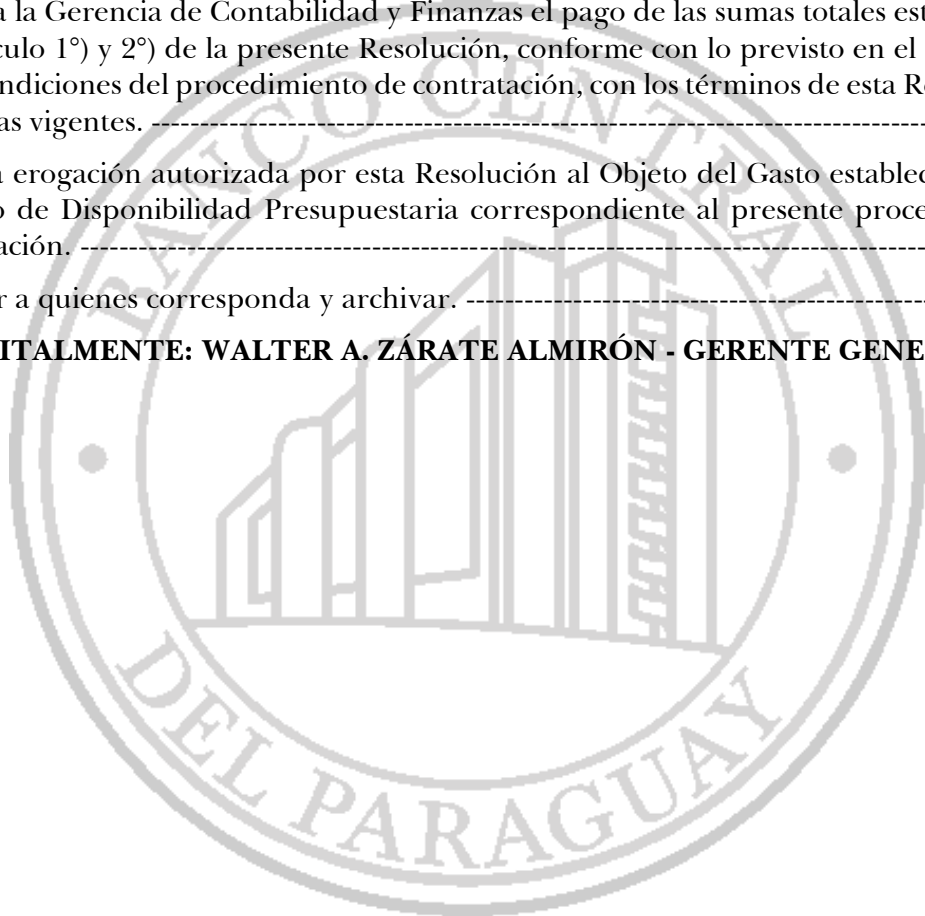 a la Gerencia de Contabilidad y Finanzas el pago de las sumas totales est
culo 1°) y 2°) de la presente Resolución, conforme con lo previsto en el
ndiciones del procedimiento de contratación, con los términos de esta R
as vigentes. ----------------------------------------------------------------------------
a erogación autorizada por esta Resolución al Objeto del Gasto establec
o de Disponibilidad Presupuestaria correspondiente al presente proce
ación. ------------------------------------------------------------------------------------
r a quienes corresponda y archivar. ---------------------------------------------
ITALMENTE: WALTER A. ZÁRATE ALMIRÓN - GERENTE GENE
BANCO CENTRAL
DEL PARAGUAY